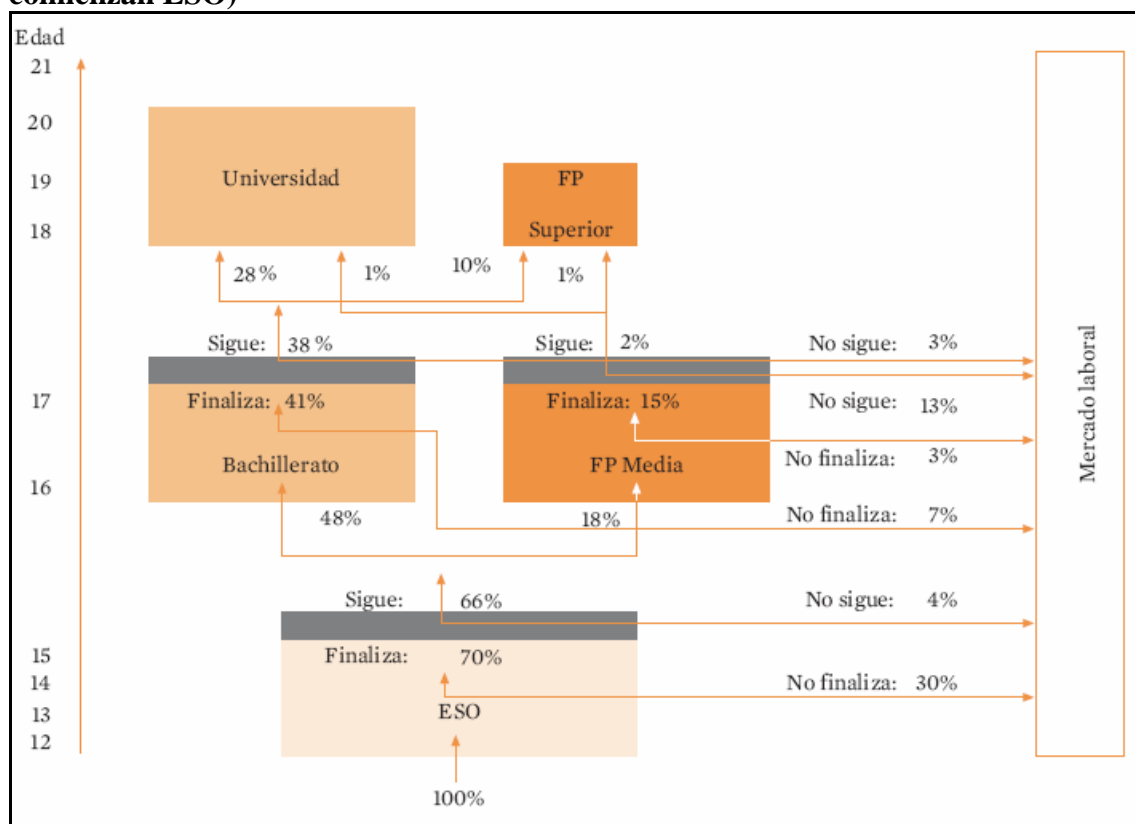 comienzan ESO)
Edad
21
20
19
18
17
16
15
14
13
12
Universidad
FP
Superior
28 %
1%
10%
1%
Sigue: 38 %
Sigue: 2%
No sigue: 3%
Finaliza: 41%
Finaliza: 15%
No sigue: 13%
Bachillerato
FP Media
No finaliza: 3%
48%
18%
No finaliza: 7%
Sigue: 66%
No sigue: 4%
Finaliza: 70%
No finaliza: 30%
ESO
100%
Mercado laboral